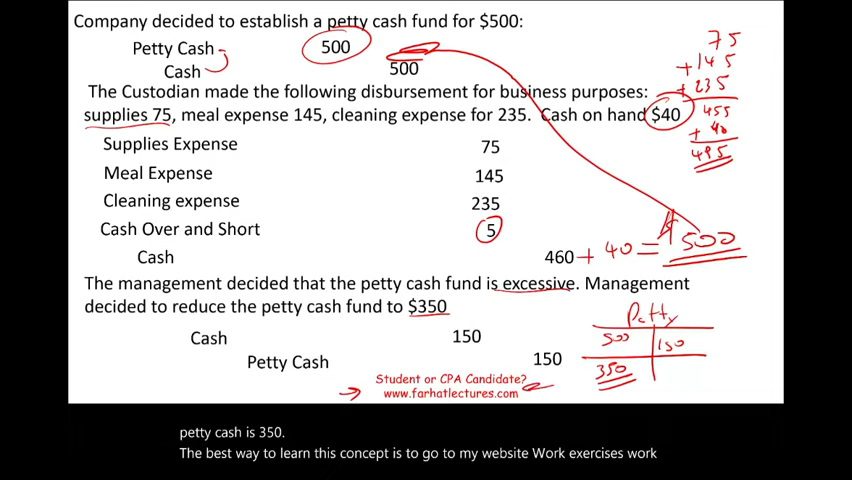 Company decided to establish a petty cash fund for $500:
Petty Cash 500
Cash 500
The Custodian made the following disbursement for business purposes:
supplies 75, meal expense 145, cleaning expense for 235. Cash on hand $40
Supplies Expense 75
Meal Expense 145
Cleaning expense 235
Cash Over and Short 5
Cash 460 + 40 = $500
75
+145
+235
455
+ 40
495
The management decided that the petty cash fund is excessive. Management
decided to reduce the petty cash fund to $350
Cash 150
Petty Cash 150
Petty
500 150
350
Student or CPA Candidate?
www.farhatlectures.com
petty cash is 350.
The best way to learn this concept is to go to my website Work exercises work